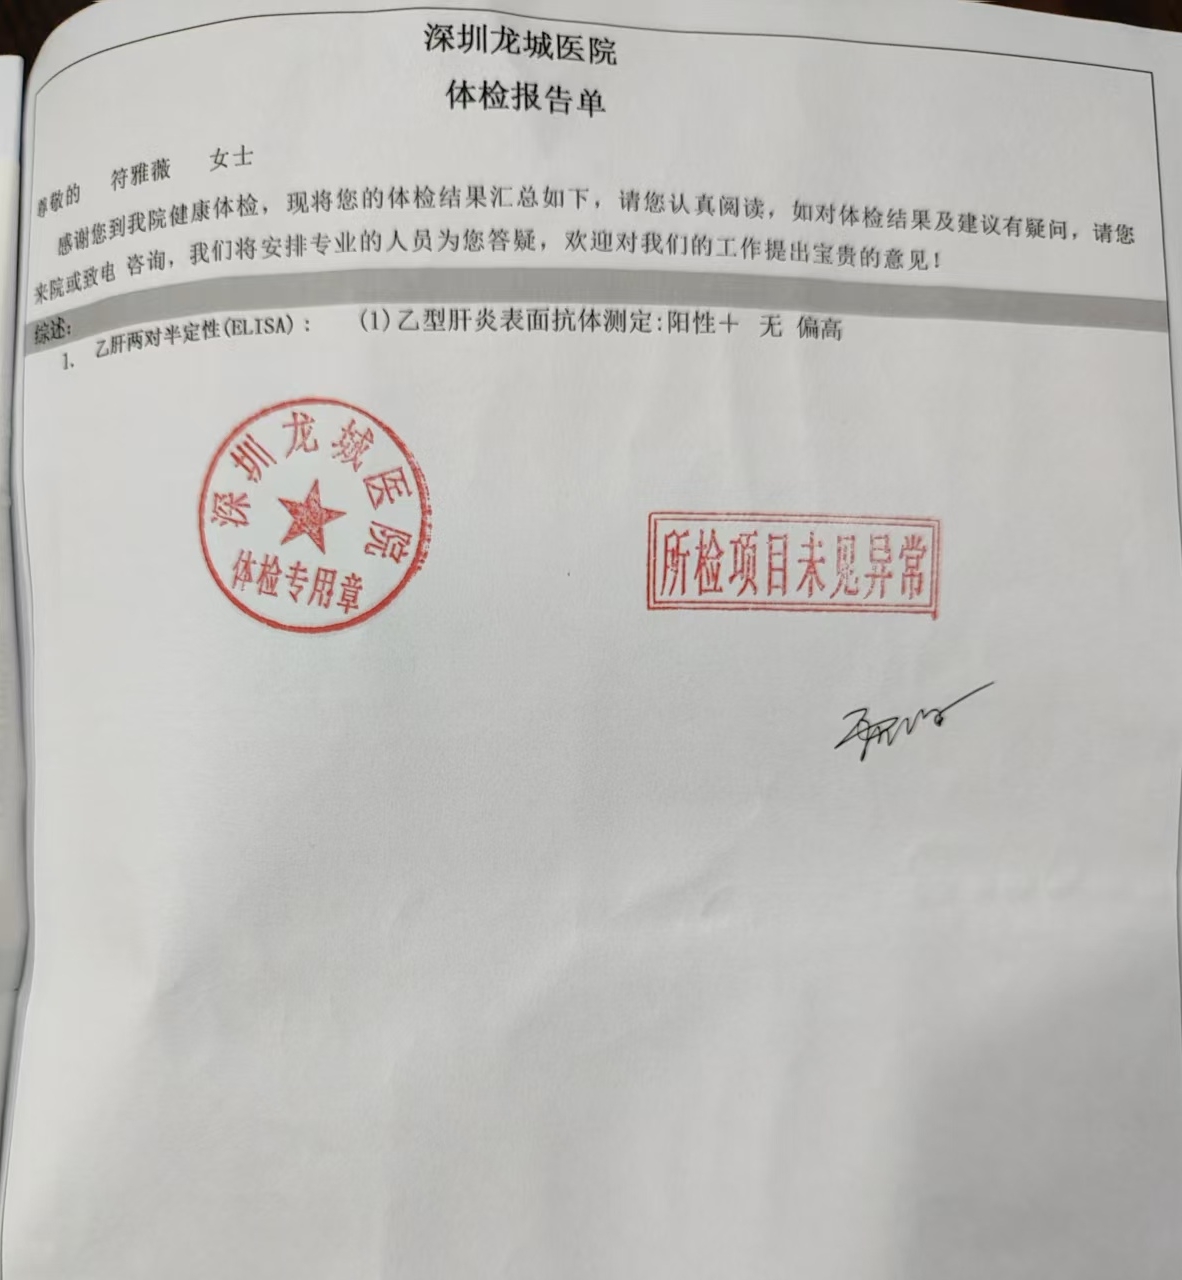 深圳龙城医院
体检报告单
尊敬的 符雅薇 女士
感谢您到我院健康体检，现将您的体检结果汇总如下，请您认真阅读，如对体检结果及建议有疑问，请您
来院或致电 咨询，我们将安排专业的人员为您答疑，欢迎对我们的工作提出宝贵的意见！
综述:
1. 乙肝两对半定性(ELISA)： (1)乙型肝炎表面抗体测定:阳性＋ 无 偏高
深圳龙城医院
体检专用章
所检项目未见异常